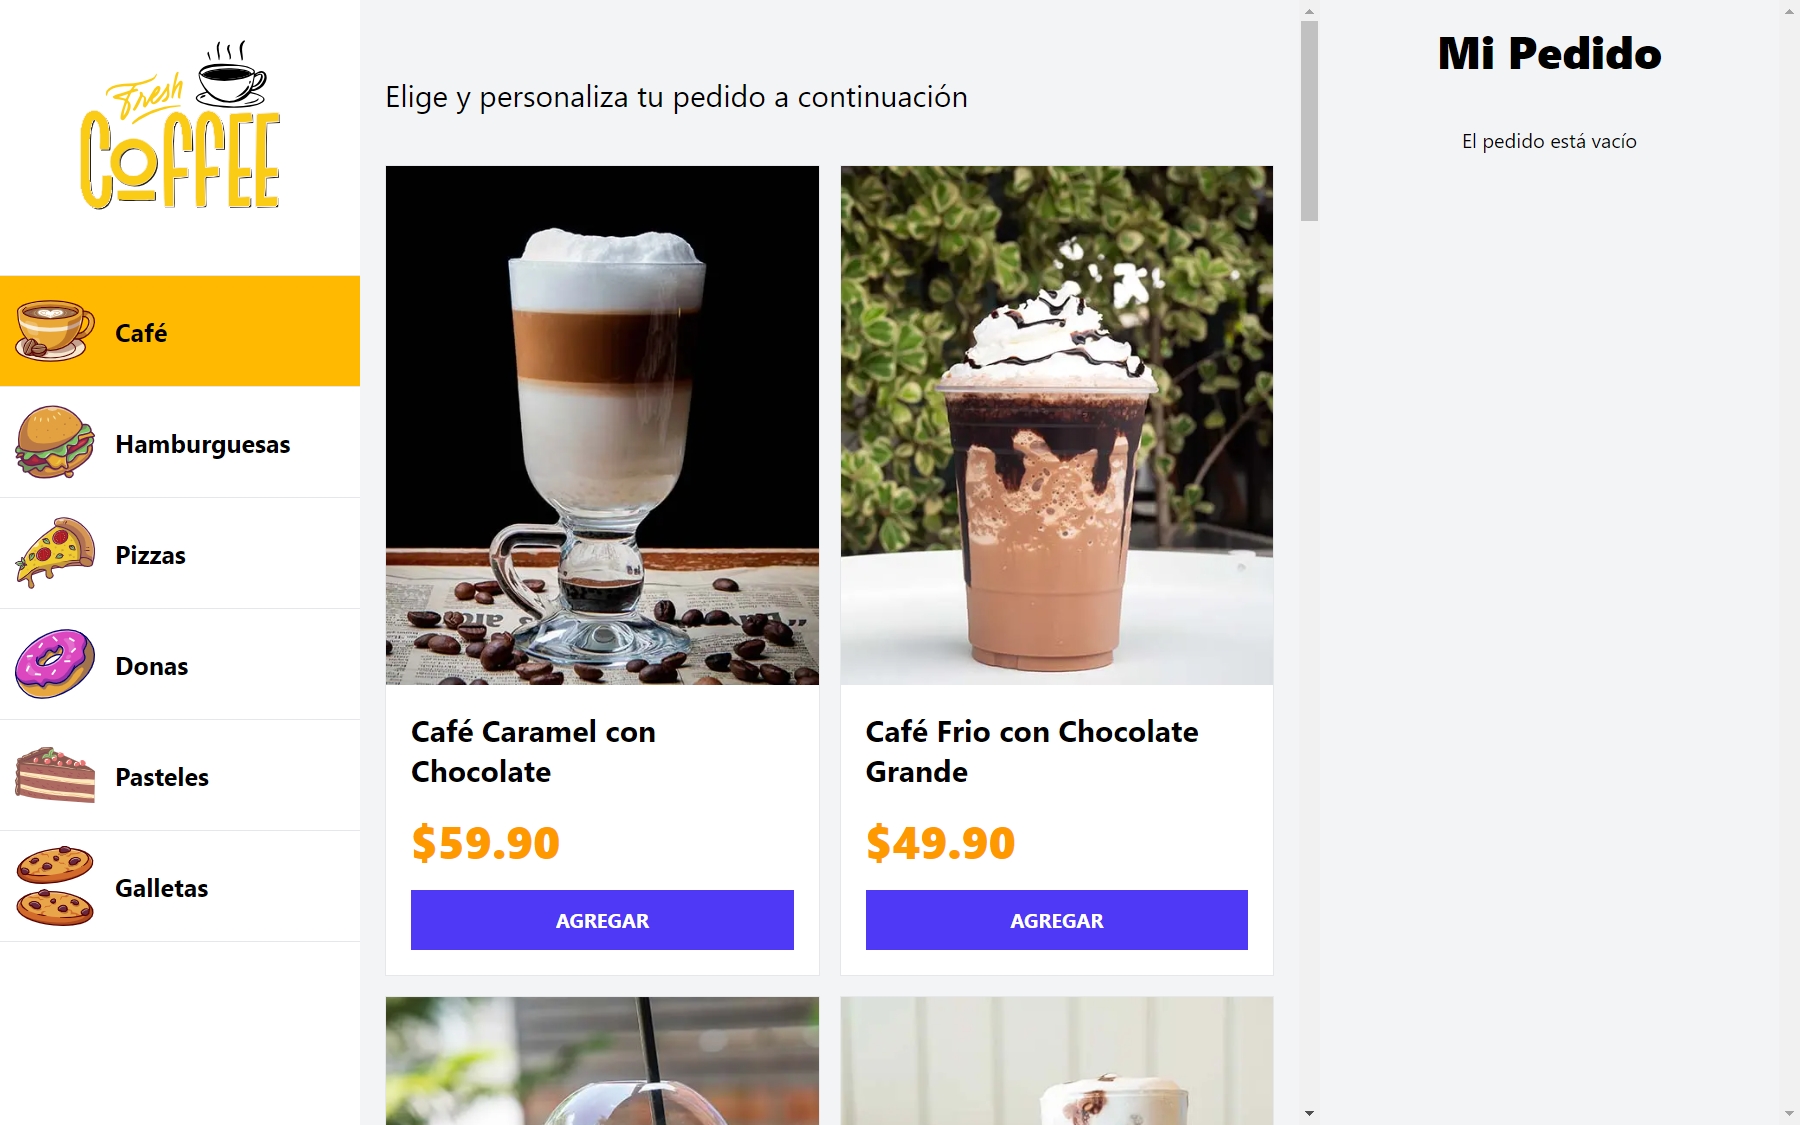 Fresh
COFFEE
Café
Hamburguesas
Pizzas
Donas
Pasteles
Galletas
Elige y personaliza tu pedido a continuación
Café Caramel con
Chocolate
$59.90
AGREGAR
Café Frio con Chocolate
Grande
$49.90
AGREGAR
Mi Pedido
El pedido está vacío